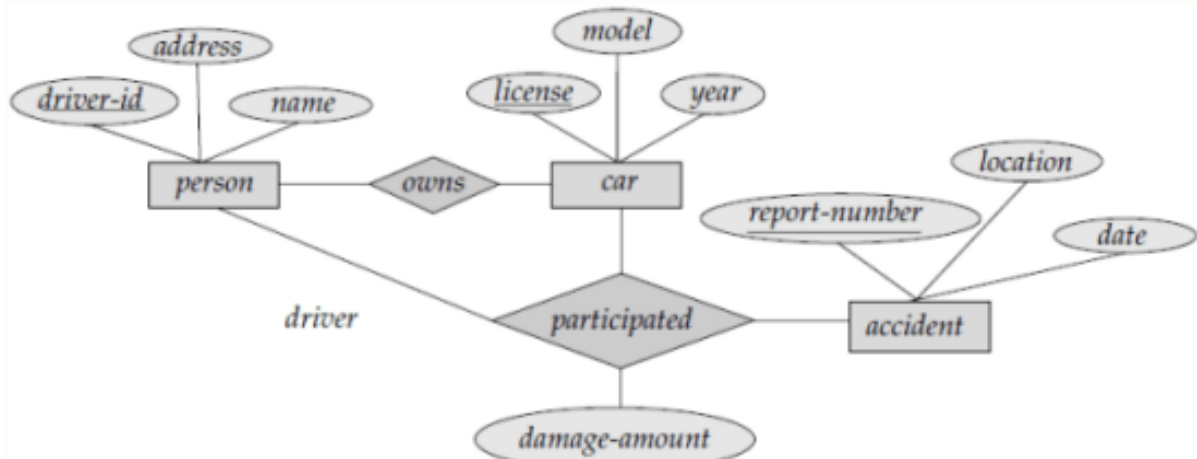 model
address
driver-id
name
license
year
person
owns
car
location
report-number
date
driver
participated
accident
damage-amount